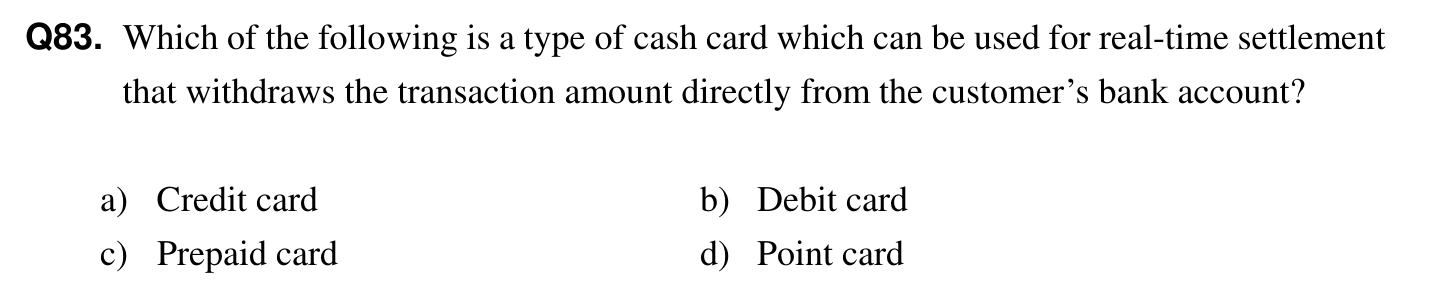 Q83. Which of the following is a type of cash card which can be used for real-time settlement
that withdraws the transaction amount directly from the customer’s bank account?
a) Credit card b) Debit card
c) Prepaid card d) Point card